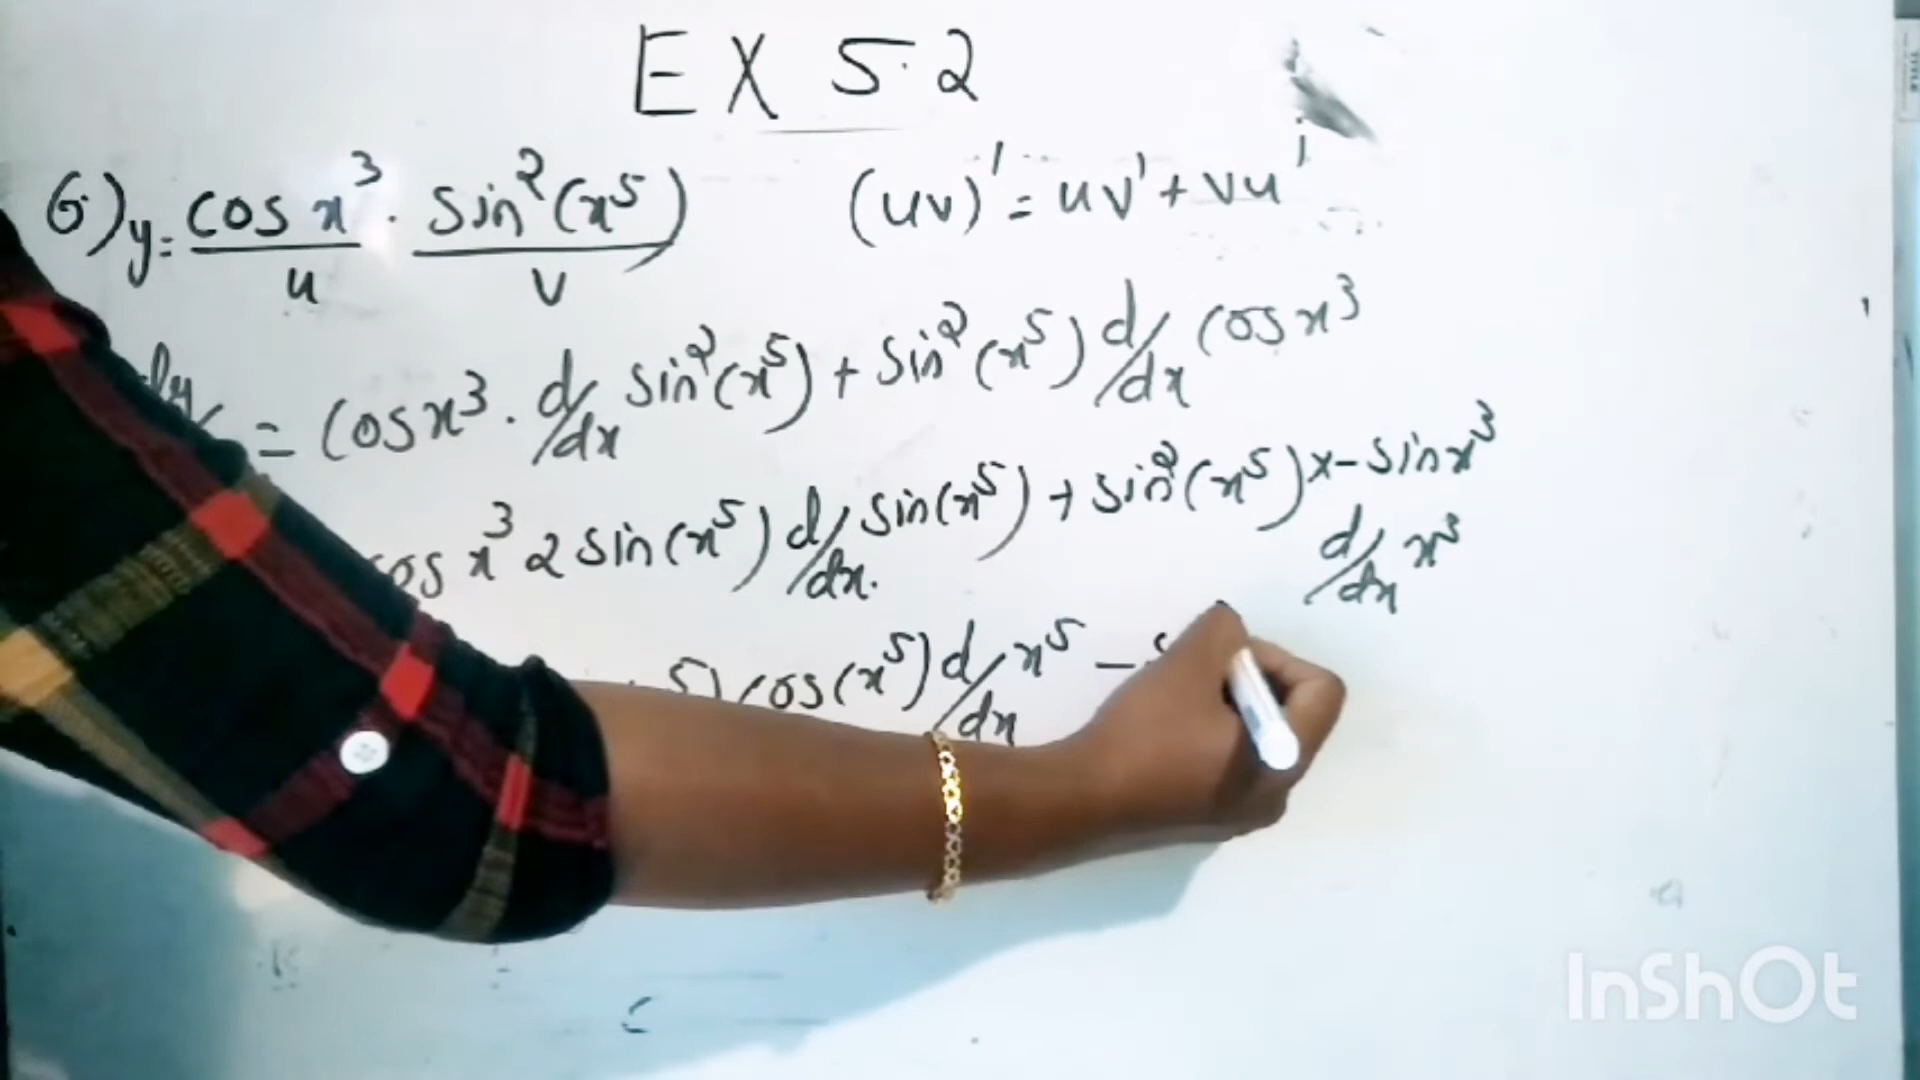 EX 5.2
6) y = cos x³ . sin²(x⁵) (uv)' = uv' + vu'
u v
dy = cos x³ . d/dx sin²(x⁵) + sin²(x⁵) d/dx cos x³
cos x³ 2 sin(x⁵) d/dx sin(x⁵) + sin²(x⁵) x - sin x³
d/dx x³
5) cos(x⁵) d/dx x⁵ -
InShOt